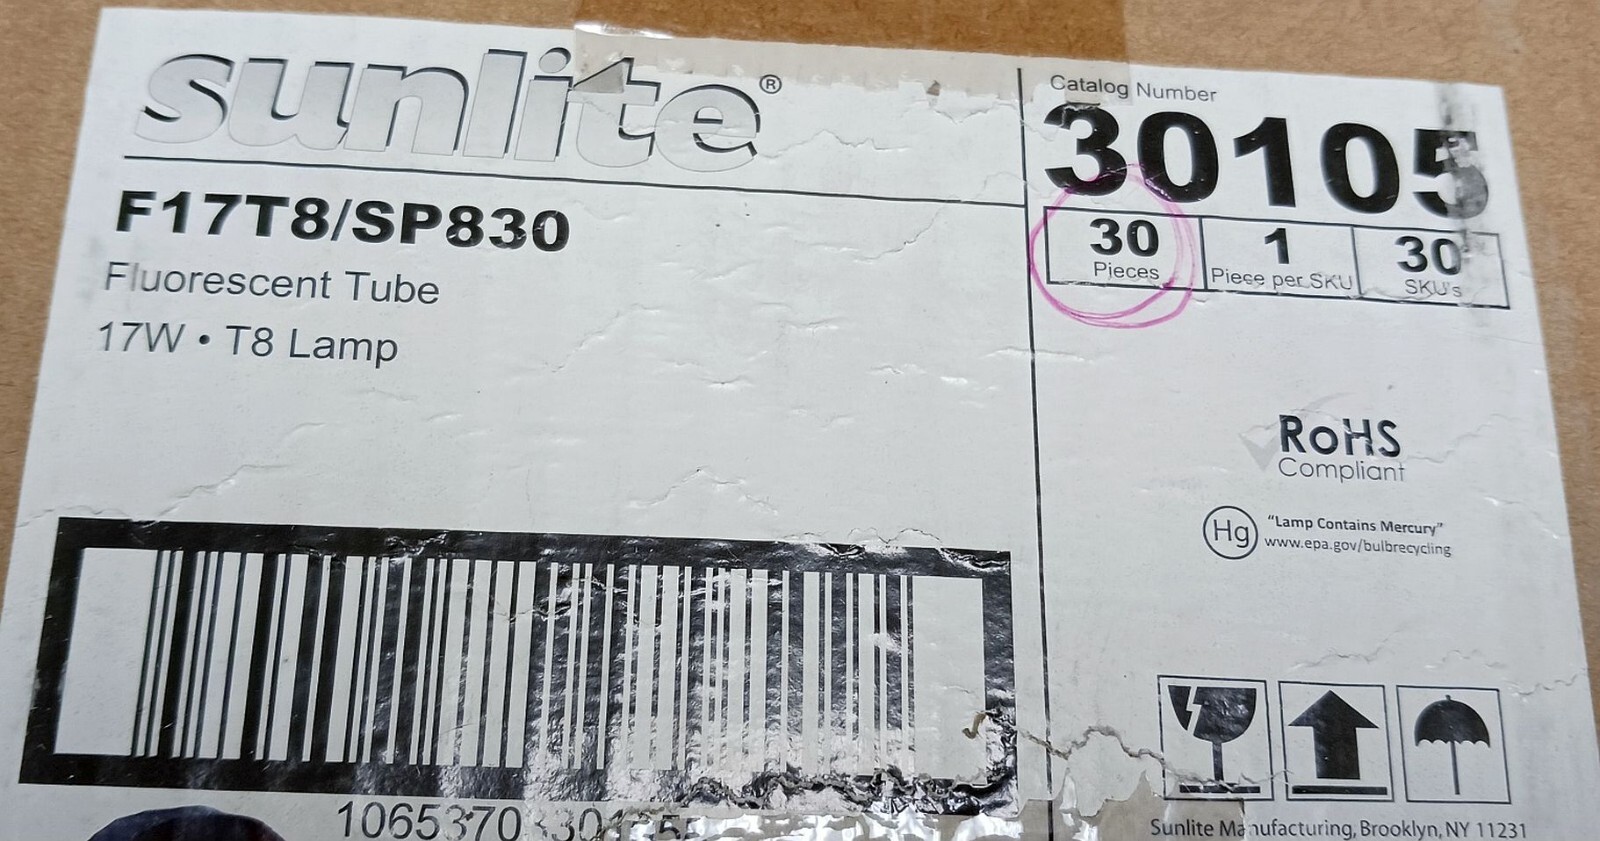 sunlite®
F17T8/SP830
Fluorescent Tube
17W • T8 Lamp
Catalog Number
30105
30
Pieces
1
Piece per SKU
30
SKU's
RoHS
Compliant
Hg
"Lamp Contains Mercury"
www.epa.gov/bulbrecycling
Sunlite Manufacturing, Brooklyn, NY 11231